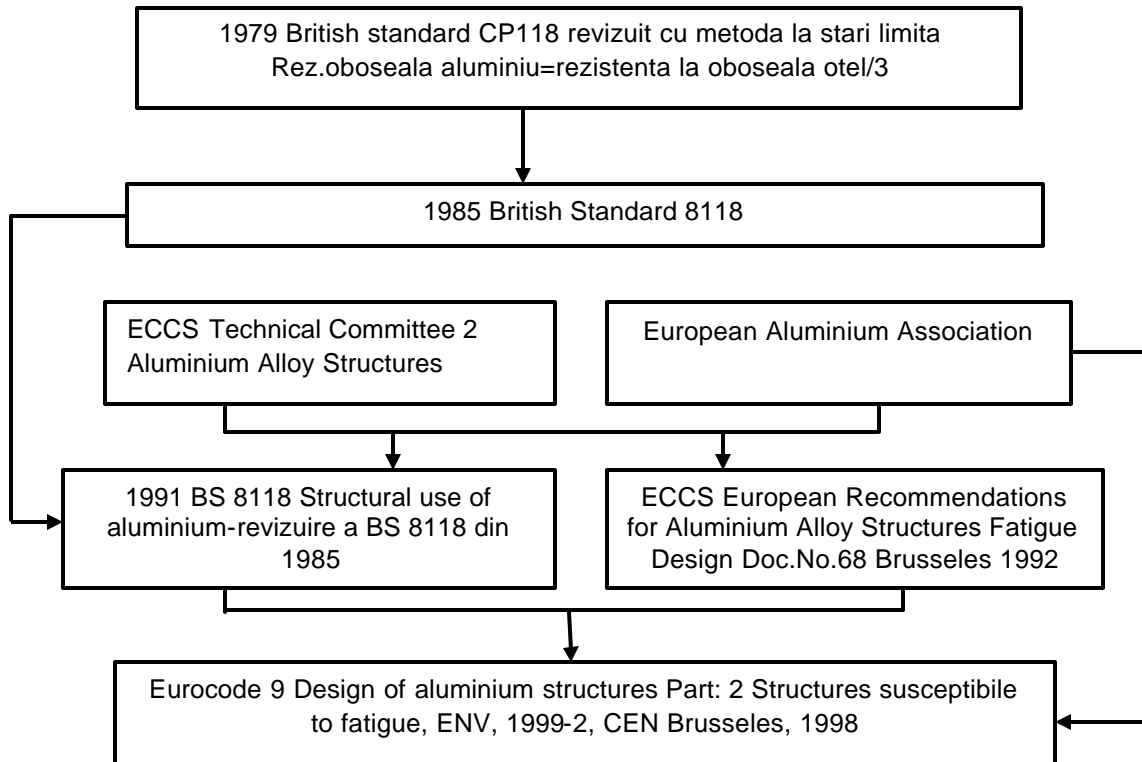 1979 British standard CP118 revizuit cu metoda la stari limita
Rez.oboseala aluminiu=rezistenta la oboseala otel/3
1985 British Standard 8118
ECCS Technical Committee 2
Aluminium Alloy Structures
European Aluminium Association
1991 BS 8118 Structural use of
aluminium-revizuire a BS 8118 din
1985
ECCS European Recommendations
for Aluminium Alloy Structures Fatigue
Design Doc.No.68 Brusseles 1992
Eurocode 9 Design of aluminium structures Part: 2 Structures susceptibile
to fatigue, ENV, 1999-2, CEN Brusseles, 1998